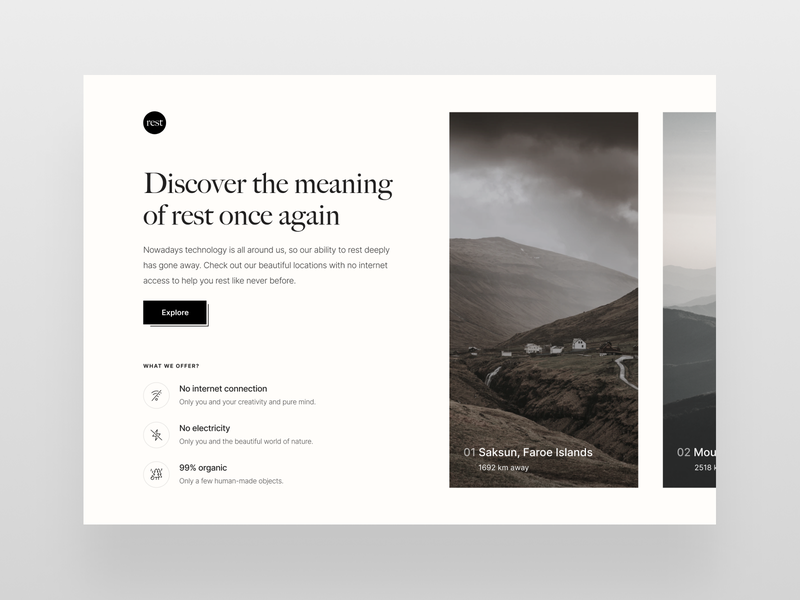 rest
Discover the meaning
of rest once again
Nowadays technology is all around us, so our ability to rest deeply
has gone away. Check out our beautiful locations with no internet
access to help you rest like never before.
Explore
WHAT WE OFFER?
No internet connection
Only you and your creativity and pure mind.
No electricity
Only you and the beautiful world of nature.
99% organic
Only a few human-made objects.
01 Saksun, Faroe Islands
1692 km away
02 Mou
2518 k